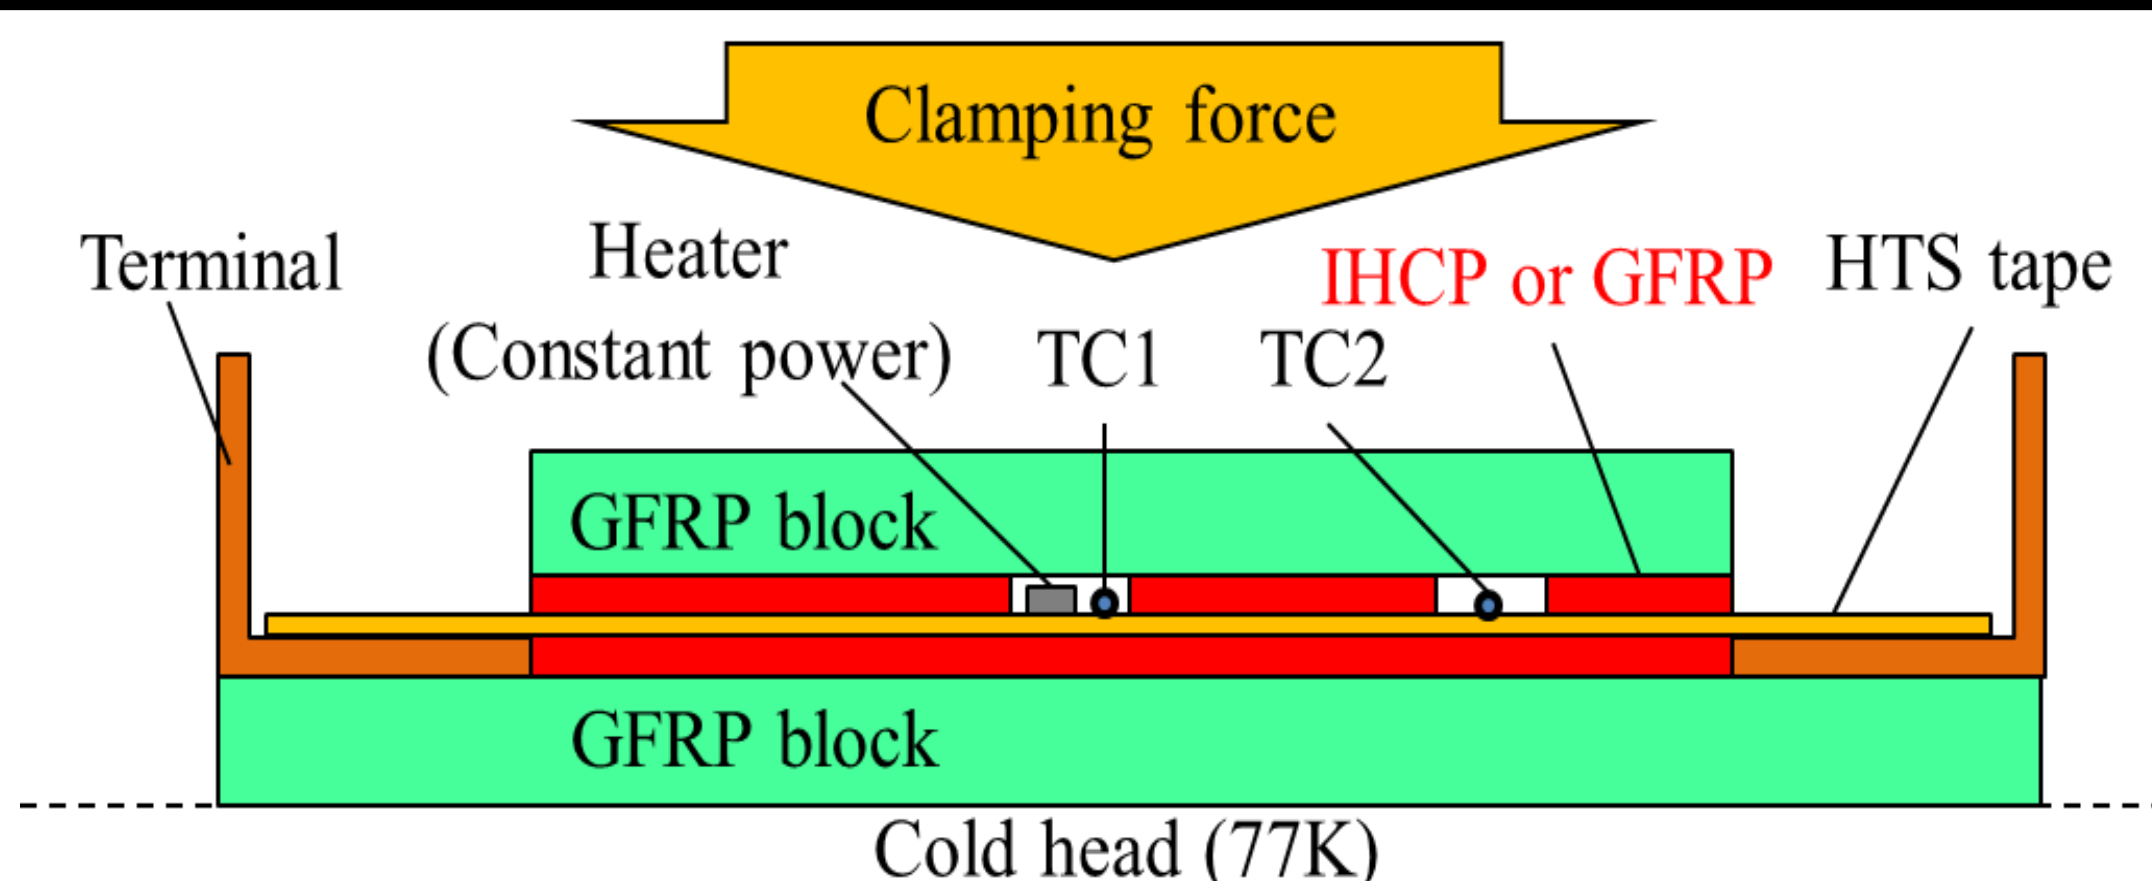 Clamping force
Terminal
Heater
(Constant power)
TC1
TC2
IHCP or GFRP
HTS tape
GFRP block
GFRP block
Cold head (77K)